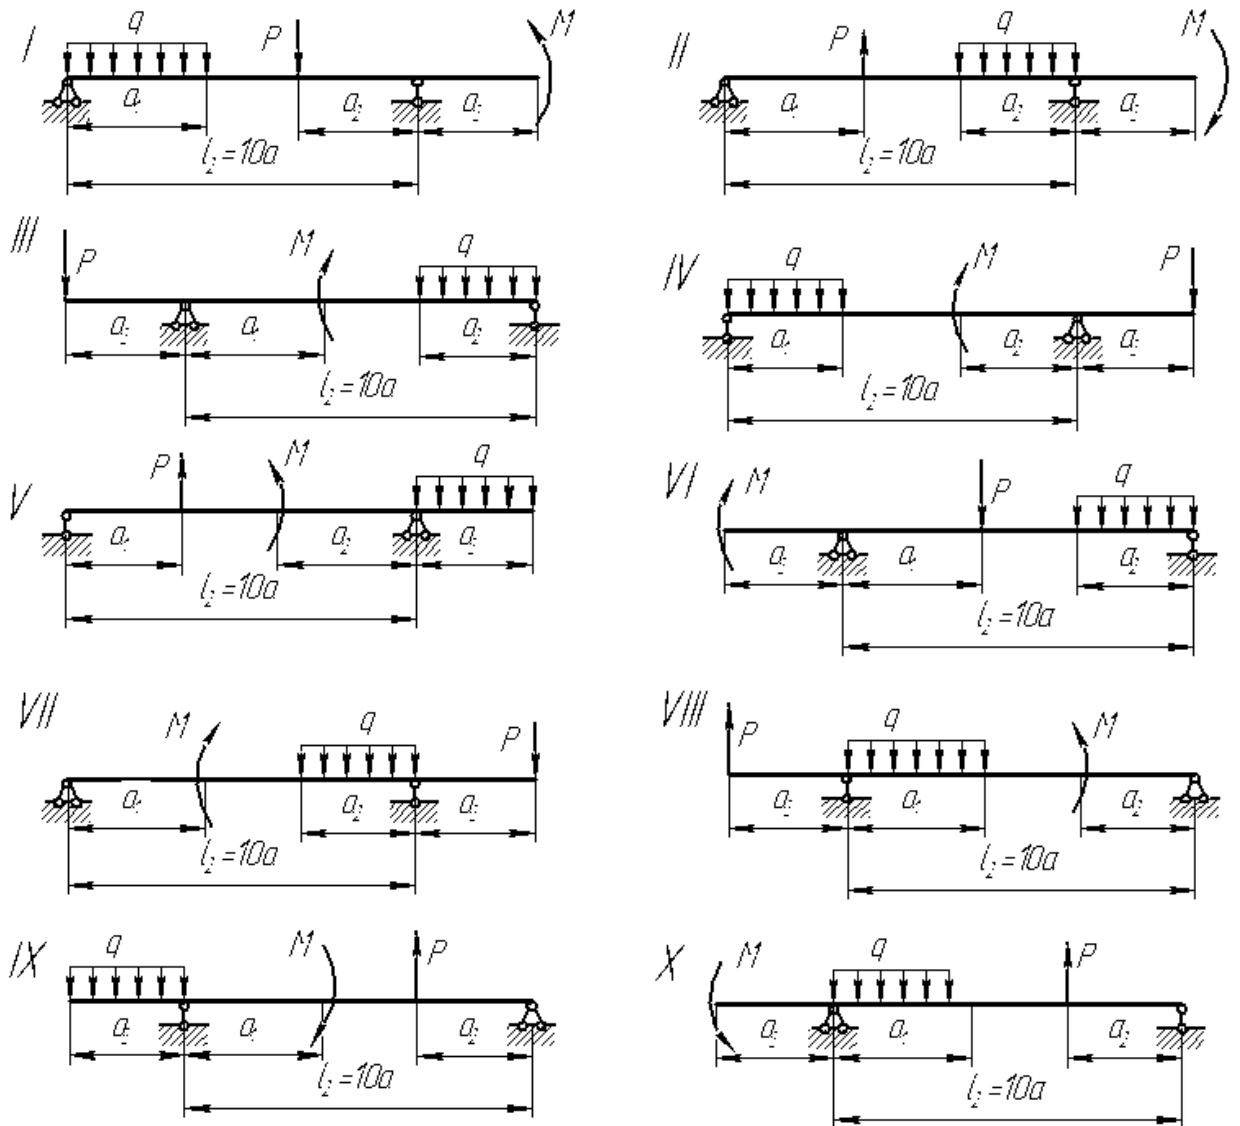 I q P M
a₁ a₂ a₃
l₂=10a
II P q M
a₁ a₂ a₃
l₂=10a
III P M q
a₃ a₁ a₂
l₂=10a
IV q M P
a₁ a₂ a₃
l₂=10a
V P M q
a₁ a₂ a₃
l₂=10a
VI M P q
a₃ a₁ a₂
l₂=10a
VII M q P
a₁ a₂ a₃
l₂=10a
VIII P q M
a₃ a₁ a₂
l₂=10a
IX q M P
a₃ a₁ a₂
l₂=10a
X M q P
a₃ a₁ a₂
l₂=10a